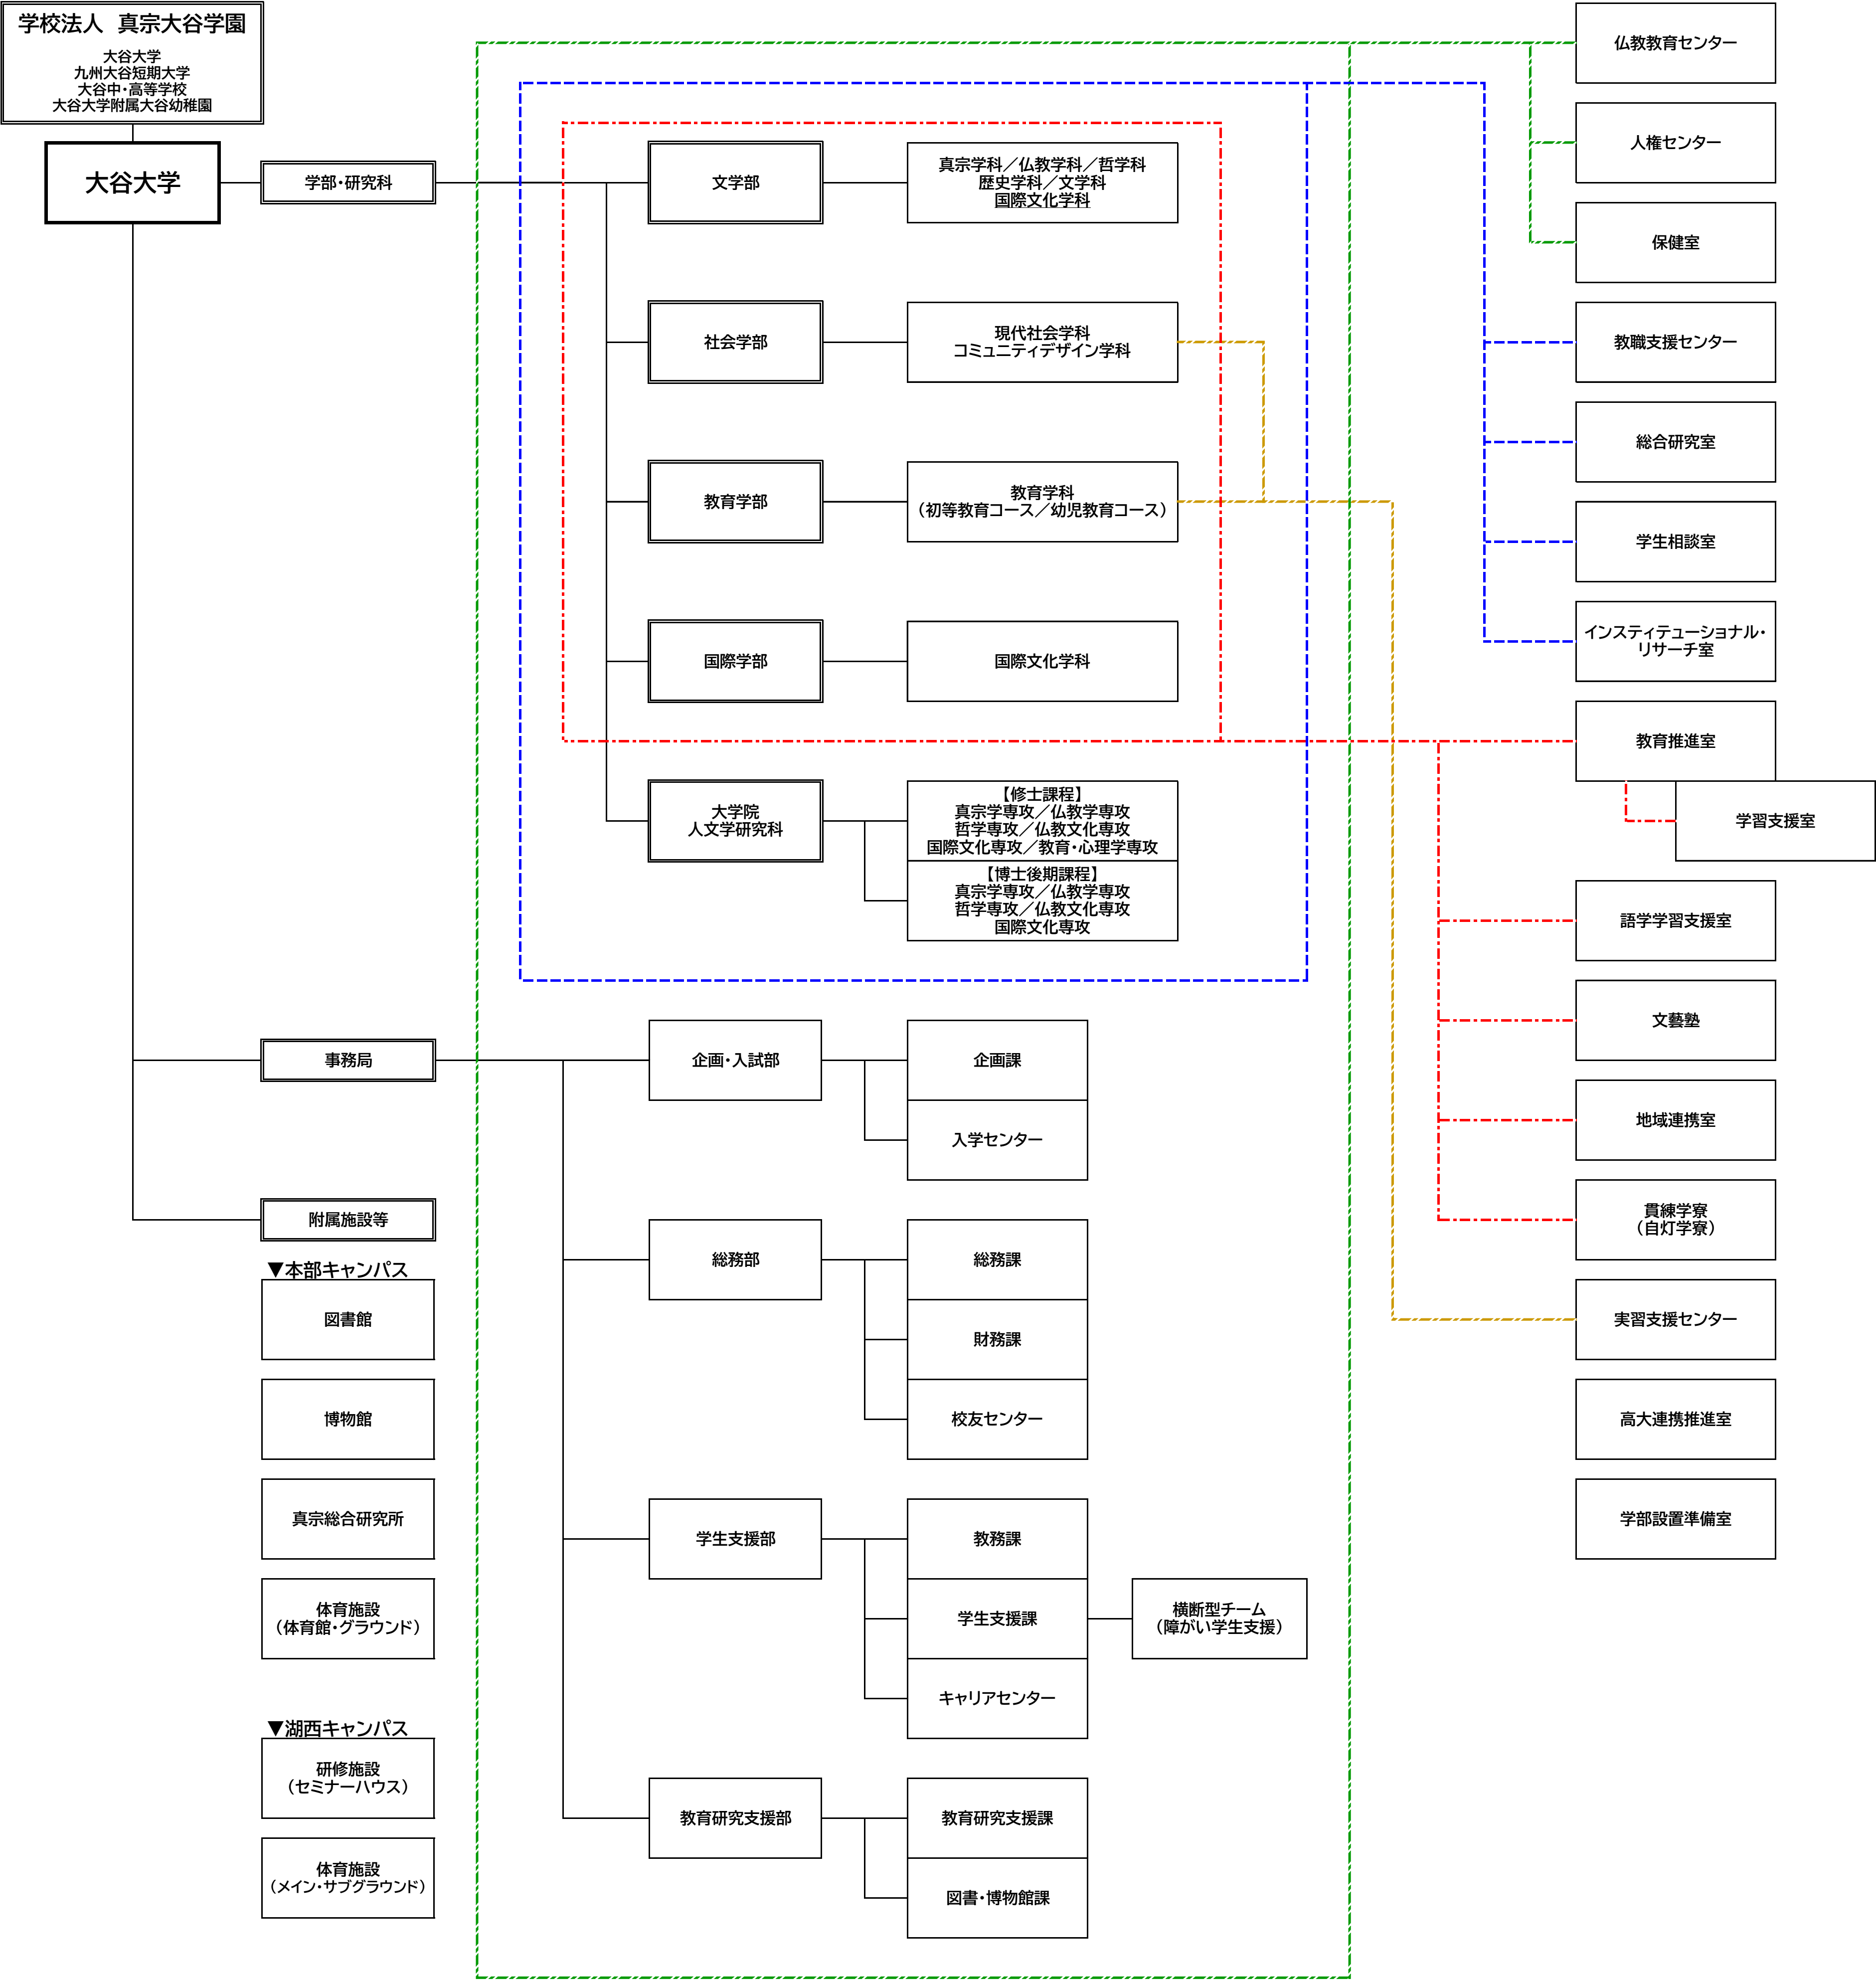 学校法人 真宗大谷学園
大谷大学
九州大谷短期大学
大谷中・高等学校
大谷大学附属大谷幼稚園
大谷大学
学部・研究科
文学部
真宗学科／仏教学科／哲学科
歴史学科／文学科
国際文化学科
社会学部
現代社会学科
コミュニティデザイン学科
教育学部
教育学科
（初等教育コース／幼児教育コース）
国際学部
国際文化学科
大学院
人文学研究科
【修士課程】
真宗学専攻／仏教学専攻
哲学専攻／仏教文化専攻
国際文化専攻／教育・心理学専攻
【博士後期課程】
真宗学専攻／仏教学専攻
哲学専攻／仏教文化専攻
国際文化専攻
事務局
企画・入試部
企画課
入学センター
総務部
総務課
財務課
校友センター
学生支援部
教務課
学生支援課
横断型チーム
（障がい学生支援）
キャリアセンター
教育研究支援部
教育研究支援課
図書・博物館課
附属施設等
▼本部キャンパス
図書館
博物館
真宗総合研究所
体育施設
（体育館・グラウンド）
▼湖西キャンパス
研修施設
（セミナーハウス）
体育施設
（メイン・サブグラウンド）
仏教教育センター
人権センター
保健室
教職支援センター
総合研究室
学生相談室
インスティテューショナル・
リサーチ室
教育推進室
学習支援室
語学学習支援室
文藝塾
地域連携室
貫練学寮
（自灯学寮）
実習支援センター
高大連携推進室
学部設置準備室